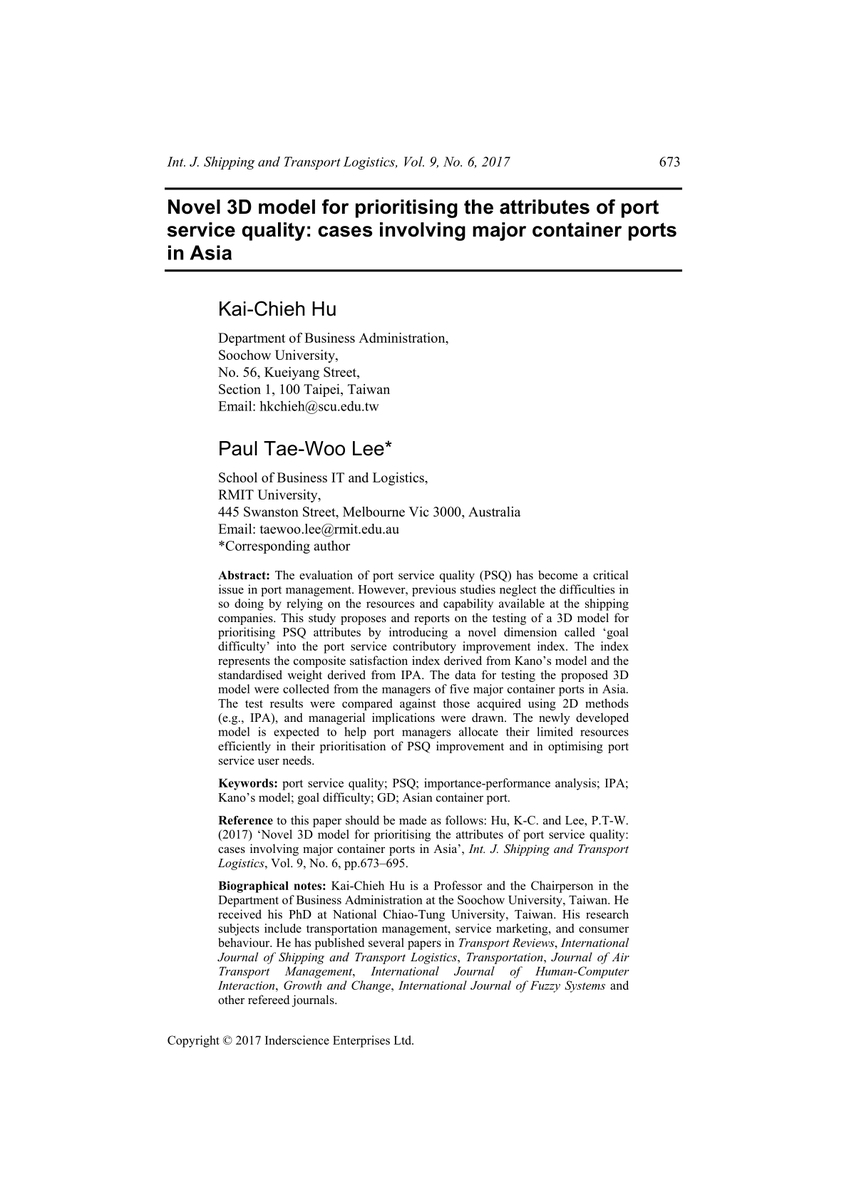 Int. J. Shipping and Transport Logistics, Vol. 9, No. 6, 2017 673
Novel 3D model for prioritising the attributes of port
service quality: cases involving major container ports
in Asia
Kai-Chieh Hu
Department of Business Administration,
Soochow University,
No. 56, Kueiyang Street,
Section 1, 100 Taipei, Taiwan
Email: hkchieh@scu.edu.tw
Paul Tae-Woo Lee*
School of Business IT and Logistics,
RMIT University,
445 Swanston Street, Melbourne Vic 3000, Australia
Email: taewoo.lee@rmit.edu.au
*Corresponding author
Abstract: The evaluation of port service quality (PSQ) has become a critical
issue in port management. However, previous studies neglect the difficulties in
so doing by relying on the resources and capability available at the shipping
companies. This study proposes and reports on the testing of a 3D model for
prioritising PSQ attributes by introducing a novel dimension called ‘goal
difficulty’ into the port service contributory improvement index. The index
represents the composite satisfaction index derived from Kano’s model and the
standardised weight derived from IPA. The data for testing the proposed 3D
model were collected from the managers of five major container ports in Asia.
The test results were compared against those acquired using 2D methods
(e.g., IPA), and managerial implications were drawn. The newly developed
model is expected to help port managers allocate their limited resources
efficiently in their prioritisation of PSQ improvement and in optimising port
service user needs.
Keywords: port service quality; PSQ; importance-performance analysis; IPA;
Kano’s model; goal difficulty; GD; Asian container port.
Reference to this paper should be made as follows: Hu, K-C. and Lee, P.T-W.
(2017) ‘Novel 3D model for prioritising the attributes of port service quality:
cases involving major container ports in Asia’, Int. J. Shipping and Transport
Logistics, Vol. 9, No. 6, pp.673–695.
Biographical notes: Kai-Chieh Hu is a Professor and the Chairperson in the
Department of Business Administration at the Soochow University, Taiwan. He
received his PhD at National Chiao-Tung University, Taiwan. His research
subjects include transportation management, service marketing, and consumer
behaviour. He has published several papers in Transport Reviews, International
Journal of Shipping and Transport Logistics, Transportation, Journal of Air
Transport Management, International Journal of Human-Computer
Interaction, Growth and Change, International Journal of Fuzzy Systems and
other refereed journals.
Copyright © 2017 Inderscience Enterprises Ltd.